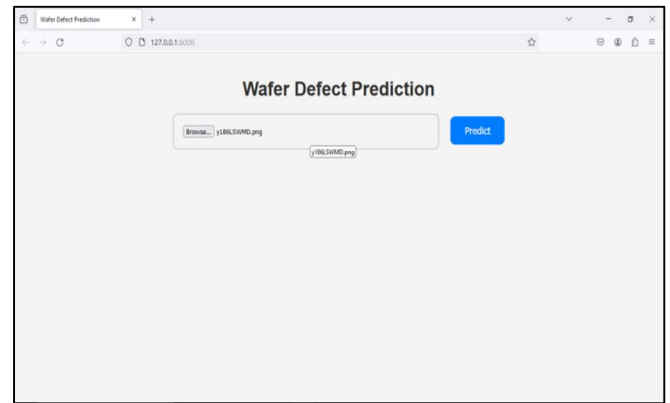 Wafer Defect Prediction
127.0.0.1:5000
Wafer Defect Prediction
Browse... y186LSWMD.png
Predict
y186LSWMD.png